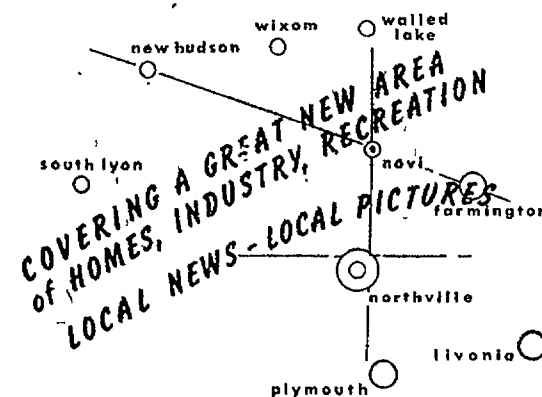 wixom
walled
lake
new hudson
COVERING A GREAT NEW AREA
of HOMES, INDUSTRY, RECREATION
LOCAL NEWS - LOCAL PICTURES
south lyon
novi
farmington
northville
livonia
plymouth